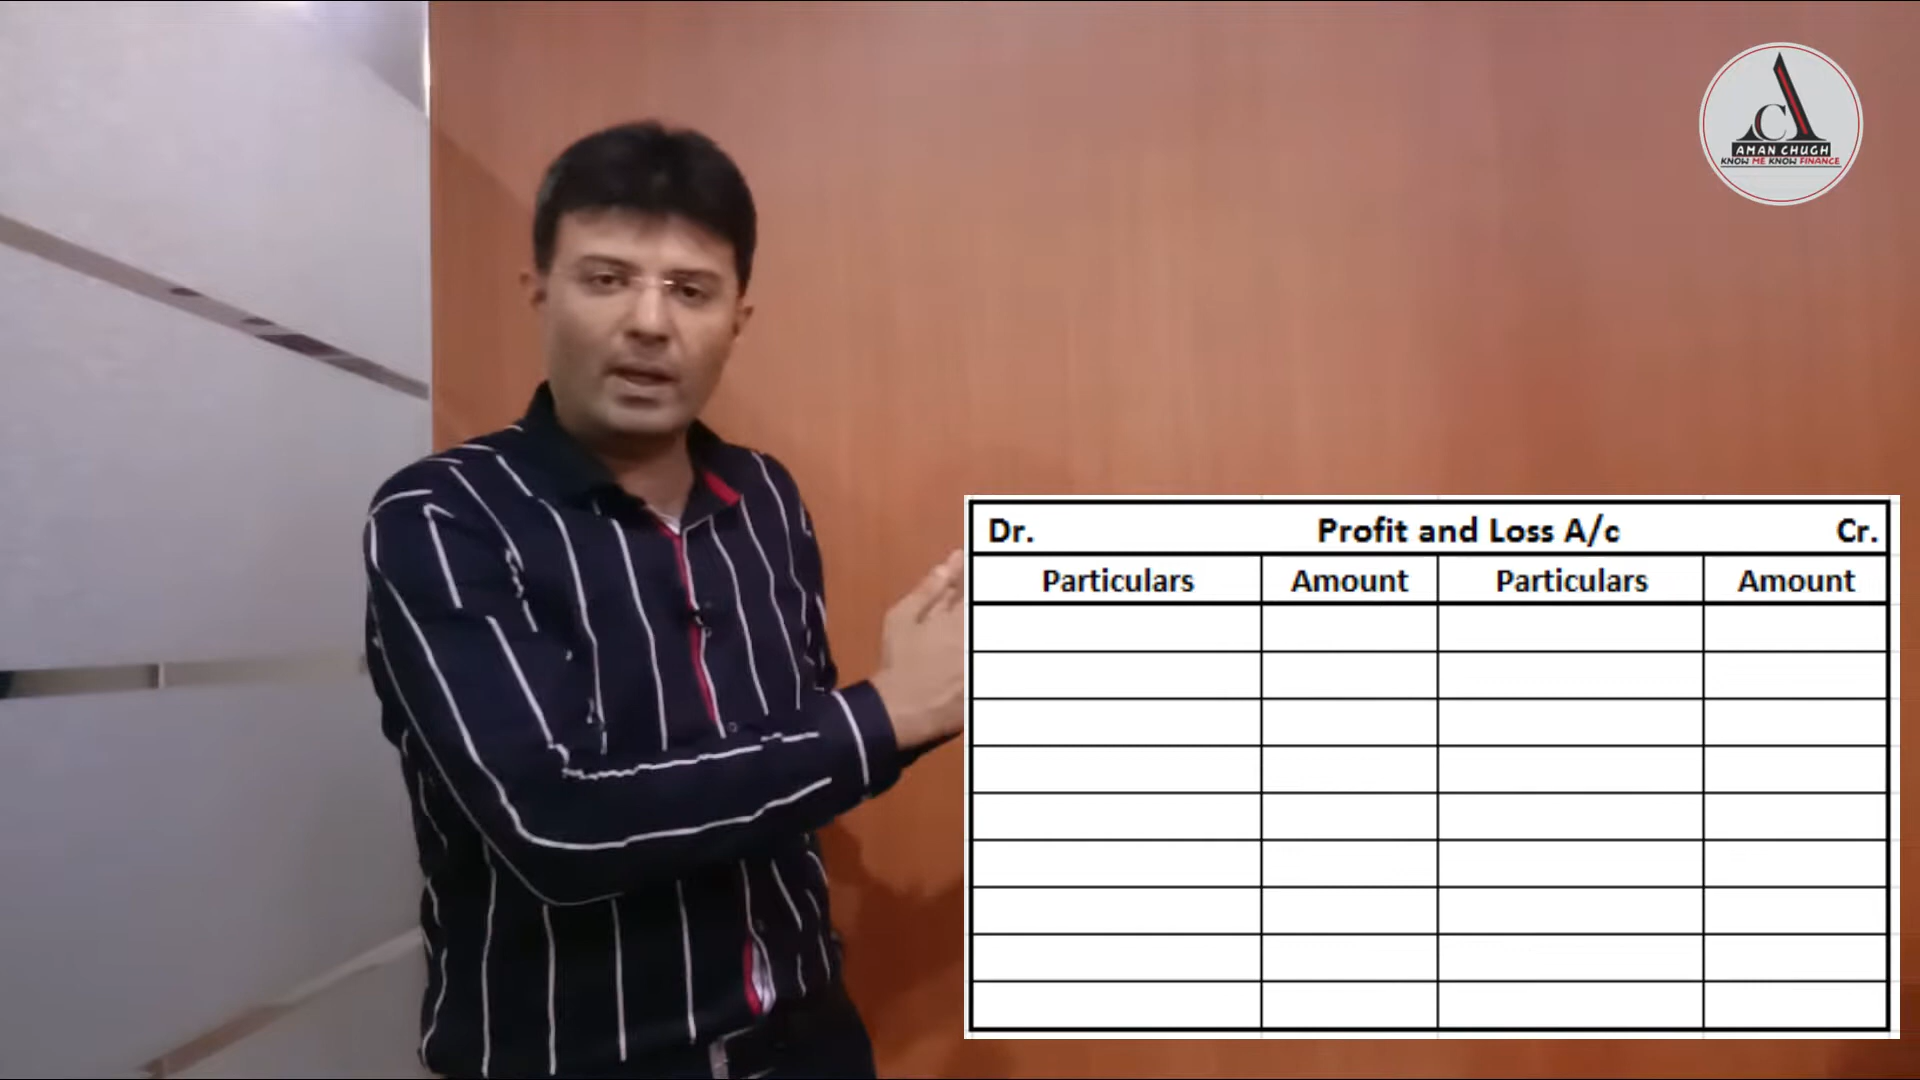 AMAN CHUGH
KNOW ME KNOW FINANCE
Dr. Profit and Loss A/c Cr.
Particulars Amount Particulars Amount